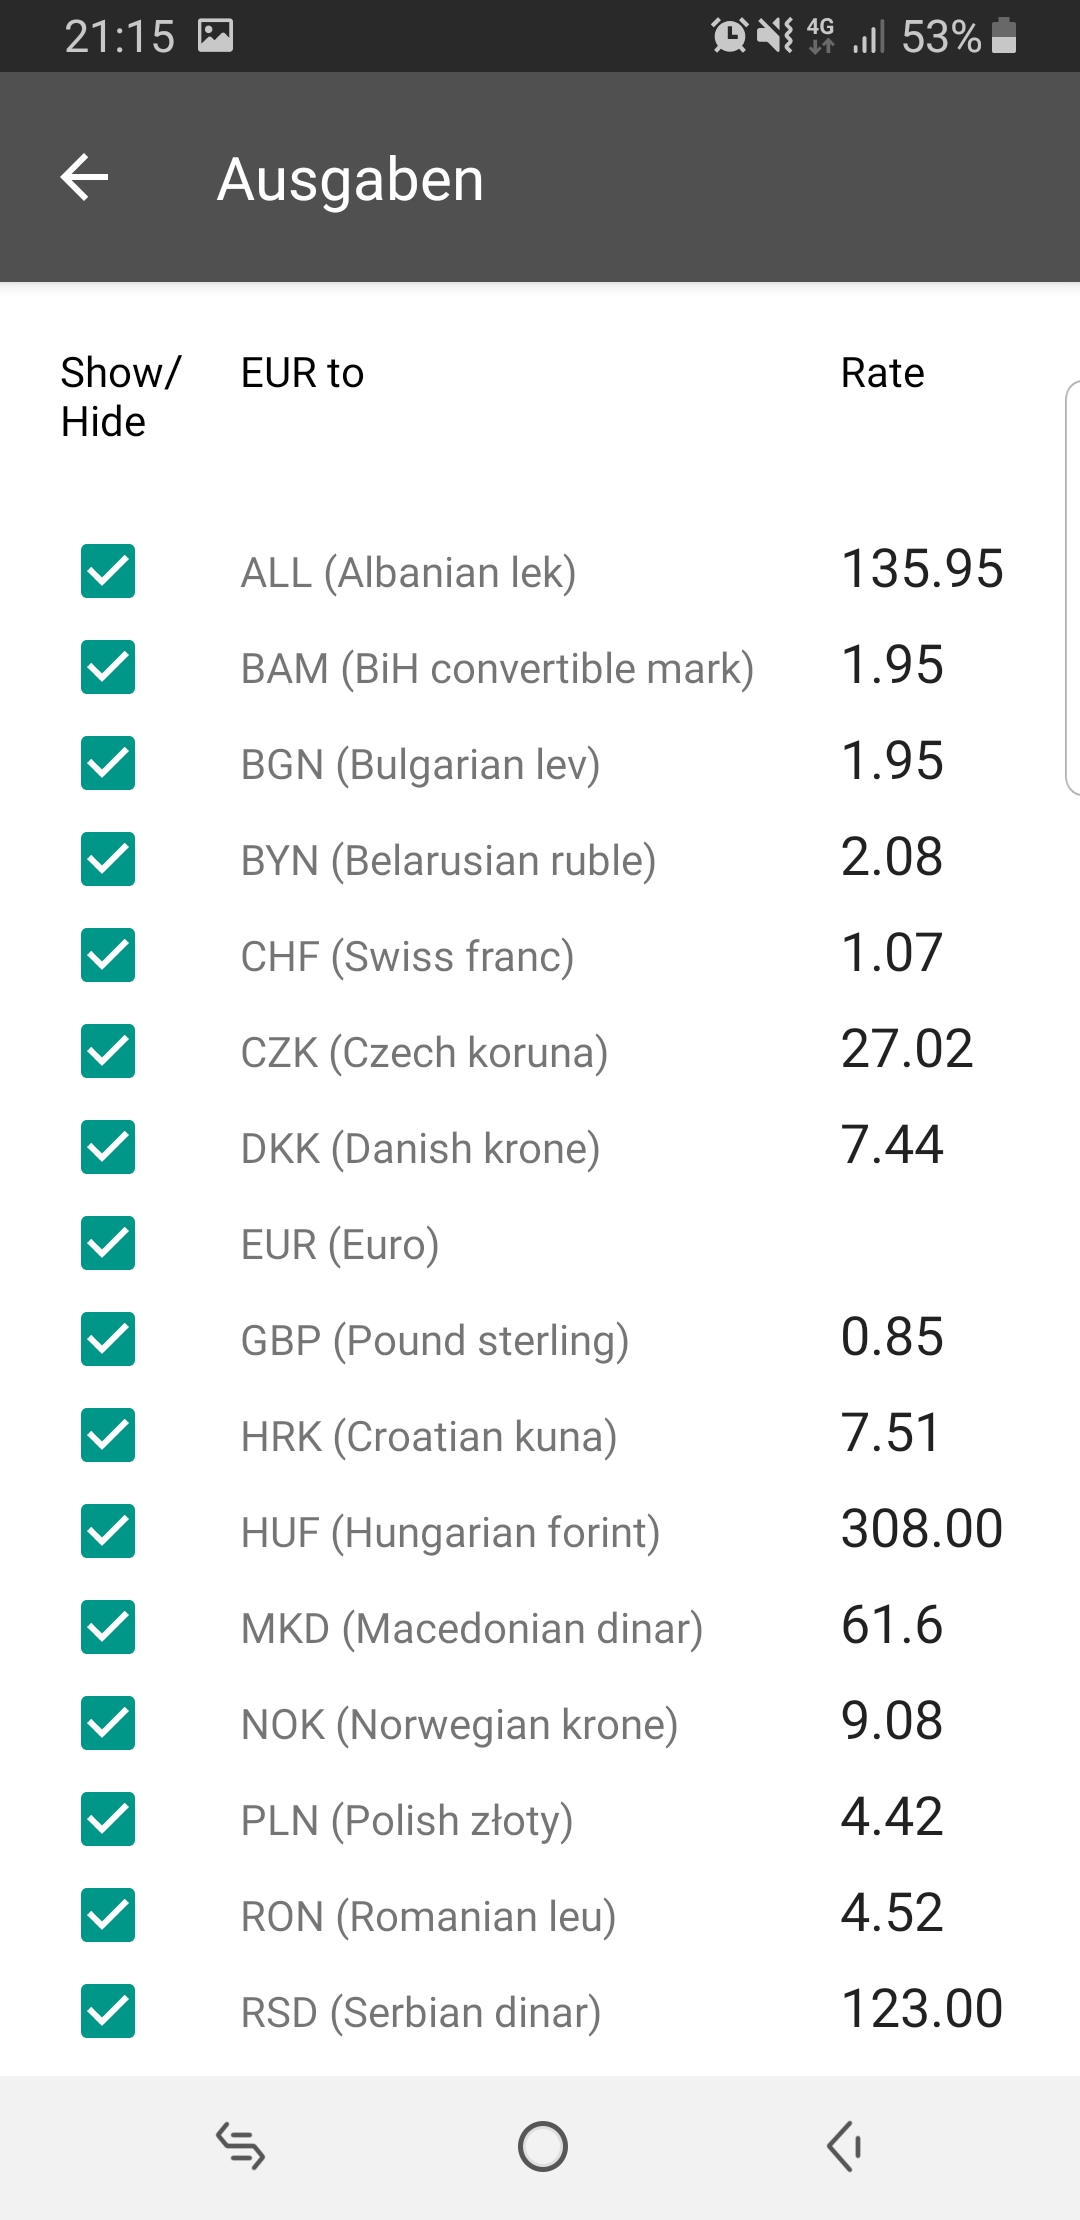 21:15 4G 53%
Ausgaben
Show/ EUR to Rate
Hide
ALL (Albanian lek) 135.95
BAM (BiH convertible mark) 1.95
BGN (Bulgarian lev) 1.95
BYN (Belarusian ruble) 2.08
CHF (Swiss franc) 1.07
CZK (Czech koruna) 27.02
DKK (Danish krone) 7.44
EUR (Euro)
GBP (Pound sterling) 0.85
HRK (Croatian kuna) 7.51
HUF (Hungarian forint) 308.00
MKD (Macedonian dinar) 61.6
NOK (Norwegian krone) 9.08
PLN (Polish złoty) 4.42
RON (Romanian leu) 4.52
RSD (Serbian dinar) 123.00